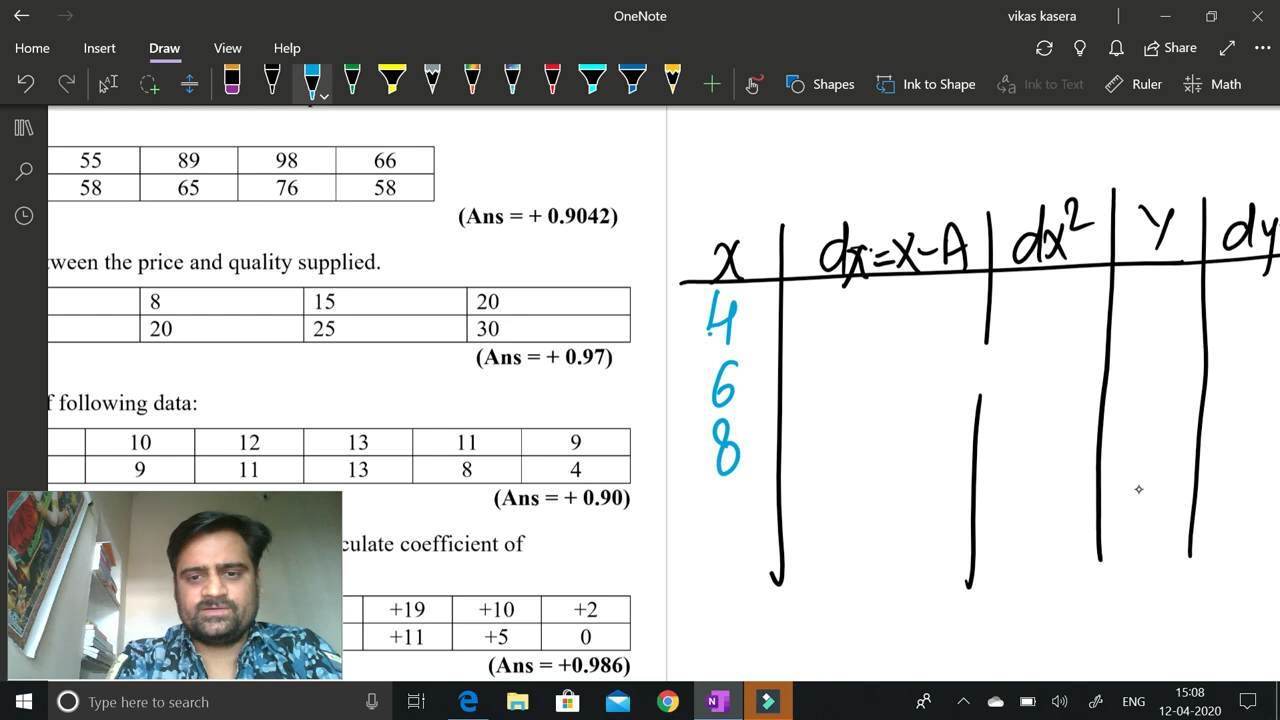 OneNote
vikas kasera
Home Insert Draw View Help
Share
Shapes Ink to Shape Ink to Text Ruler Math
55 89 98 66
58 65 76 58
(Ans = + 0.9042)
ween the price and quality supplied.
8 15 20
20 25 30
(Ans = + 0.97)
f following data:
10 12 13 11 9
9 11 13 8 4
(Ans = + 0.90)
culate coefficient of
+19 +10 +2
+11 +5 0
(Ans = +0.986)
x dx=x-A dx² Y dy
4
6
8
Type here to search
ENG
15:08
12-04-2020